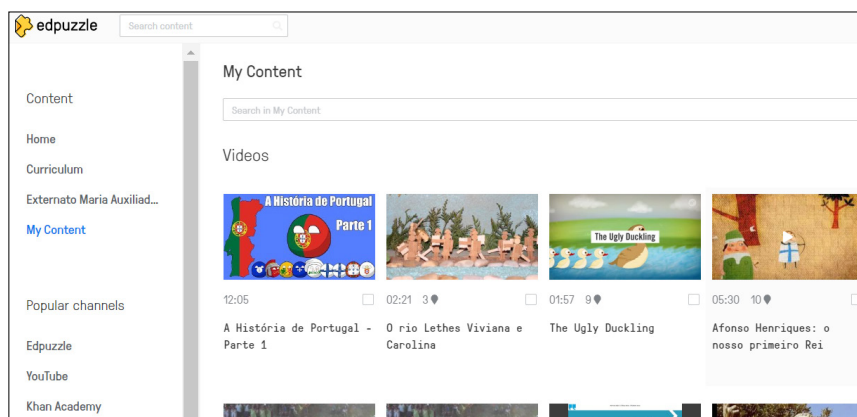 edpuzzle
Search content
Content
Home
Curriculum
Externato Maria Auxiliad...
My Content
Popular channels
Edpuzzle
YouTube
Khan Academy
My Content
Search in My Content
Videos
A História de Portugal
Parte 1
The Ugly Duckling
12:05
02:21 3
01:57 9
05:30 10
A História de Portugal -
Parte 1
O rio Lethes Viviana e
Carolina
The Ugly Duckling
Afonso Henriques: o
nosso primeiro Rei